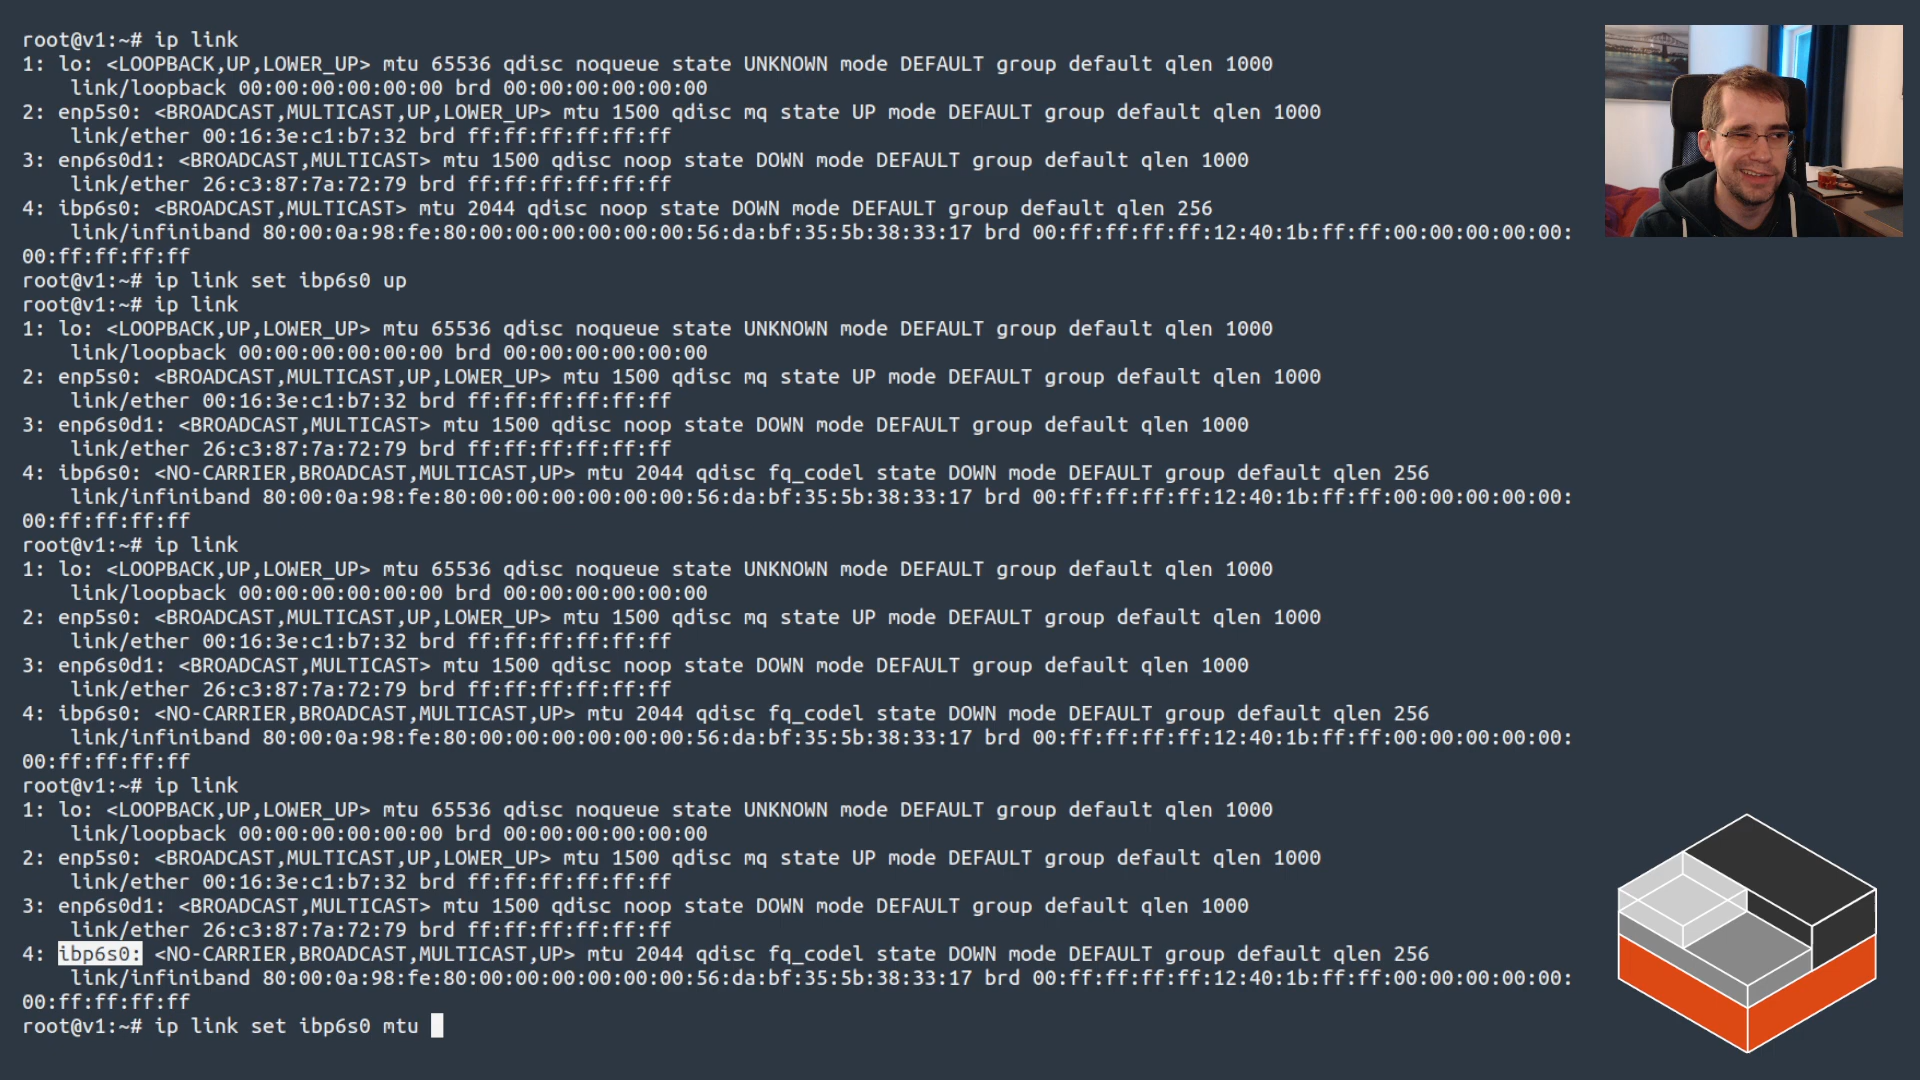 root@v1:~# ip link
1: lo: <LOOPBACK,UP,LOWER_UP> mtu 65536 qdisc noqueue state UNKNOWN mode DEFAULT group default qlen 1000
    link/loopback 00:00:00:00:00:00 brd 00:00:00:00:00:00
2: enp5s0: <BROADCAST,MULTICAST,UP,LOWER_UP> mtu 1500 qdisc mq state UP mode DEFAULT group default qlen 1000
    link/ether 00:16:3e:c1:b7:32 brd ff:ff:ff:ff:ff:ff
3: enp6s0d1: <BROADCAST,MULTICAST> mtu 1500 qdisc noop state DOWN mode DEFAULT group default qlen 1000
    link/ether 26:c3:87:7a:72:79 brd ff:ff:ff:ff:ff:ff
4: ibp6s0: <BROADCAST,MULTICAST> mtu 2044 qdisc noop state DOWN mode DEFAULT group default qlen 256
    link/infiniband 80:00:0a:98:fe:80:00:00:00:00:00:00:56:da:bf:35:5b:38:33:17 brd 00:ff:ff:ff:ff:12:40:1b:ff:ff:00:00:00:00:00:
00:ff:ff:ff:ff
root@v1:~# ip link set ibp6s0 up
root@v1:~# ip link
1: lo: <LOOPBACK,UP,LOWER_UP> mtu 65536 qdisc noqueue state UNKNOWN mode DEFAULT group default qlen 1000
    link/loopback 00:00:00:00:00:00 brd 00:00:00:00:00:00
2: enp5s0: <BROADCAST,MULTICAST,UP,LOWER_UP> mtu 1500 qdisc mq state UP mode DEFAULT group default qlen 1000
    link/ether 00:16:3e:c1:b7:32 brd ff:ff:ff:ff:ff:ff
3: enp6s0d1: <BROADCAST,MULTICAST> mtu 1500 qdisc noop state DOWN mode DEFAULT group default qlen 1000
    link/ether 26:c3:87:7a:72:79 brd ff:ff:ff:ff:ff:ff
4: ibp6s0: <NO-CARRIER,BROADCAST,MULTICAST,UP> mtu 2044 qdisc fq_codel state DOWN mode DEFAULT group default qlen 256
    link/infiniband 80:00:0a:98:fe:80:00:00:00:00:00:00:56:da:bf:35:5b:38:33:17 brd 00:ff:ff:ff:ff:12:40:1b:ff:ff:00:00:00:00:00:
00:ff:ff:ff:ff
root@v1:~# ip link
1: lo: <LOOPBACK,UP,LOWER_UP> mtu 65536 qdisc noqueue state UNKNOWN mode DEFAULT group default qlen 1000
    link/loopback 00:00:00:00:00:00 brd 00:00:00:00:00:00
2: enp5s0: <BROADCAST,MULTICAST,UP,LOWER_UP> mtu 1500 qdisc mq state UP mode DEFAULT group default qlen 1000
    link/ether 00:16:3e:c1:b7:32 brd ff:ff:ff:ff:ff:ff
3: enp6s0d1: <BROADCAST,MULTICAST> mtu 1500 qdisc noop state DOWN mode DEFAULT group default qlen 1000
    link/ether 26:c3:87:7a:72:79 brd ff:ff:ff:ff:ff:ff
4: ibp6s0: <NO-CARRIER,BROADCAST,MULTICAST,UP> mtu 2044 qdisc fq_codel state DOWN mode DEFAULT group default qlen 256
    link/infiniband 80:00:0a:98:fe:80:00:00:00:00:00:00:56:da:bf:35:5b:38:33:17 brd 00:ff:ff:ff:ff:12:40:1b:ff:ff:00:00:00:00:00:
00:ff:ff:ff:ff
root@v1:~# ip link
1: lo: <LOOPBACK,UP,LOWER_UP> mtu 65536 qdisc noqueue state UNKNOWN mode DEFAULT group default qlen 1000
    link/loopback 00:00:00:00:00:00 brd 00:00:00:00:00:00
2: enp5s0: <BROADCAST,MULTICAST,UP,LOWER_UP> mtu 1500 qdisc mq state UP mode DEFAULT group default qlen 1000
    link/ether 00:16:3e:c1:b7:32 brd ff:ff:ff:ff:ff:ff
3: enp6s0d1: <BROADCAST,MULTICAST> mtu 1500 qdisc noop state DOWN mode DEFAULT group default qlen 1000
    link/ether 26:c3:87:7a:72:79 brd ff:ff:ff:ff:ff:ff
4: ibp6s0: <NO-CARRIER,BROADCAST,MULTICAST,UP> mtu 2044 qdisc fq_codel state DOWN mode DEFAULT group default qlen 256
    link/infiniband 80:00:0a:98:fe:80:00:00:00:00:00:00:56:da:bf:35:5b:38:33:17 brd 00:ff:ff:ff:ff:12:40:1b:ff:ff:00:00:00:00:00:
00:ff:ff:ff:ff
root@v1:~# ip link set ibp6s0 mtu